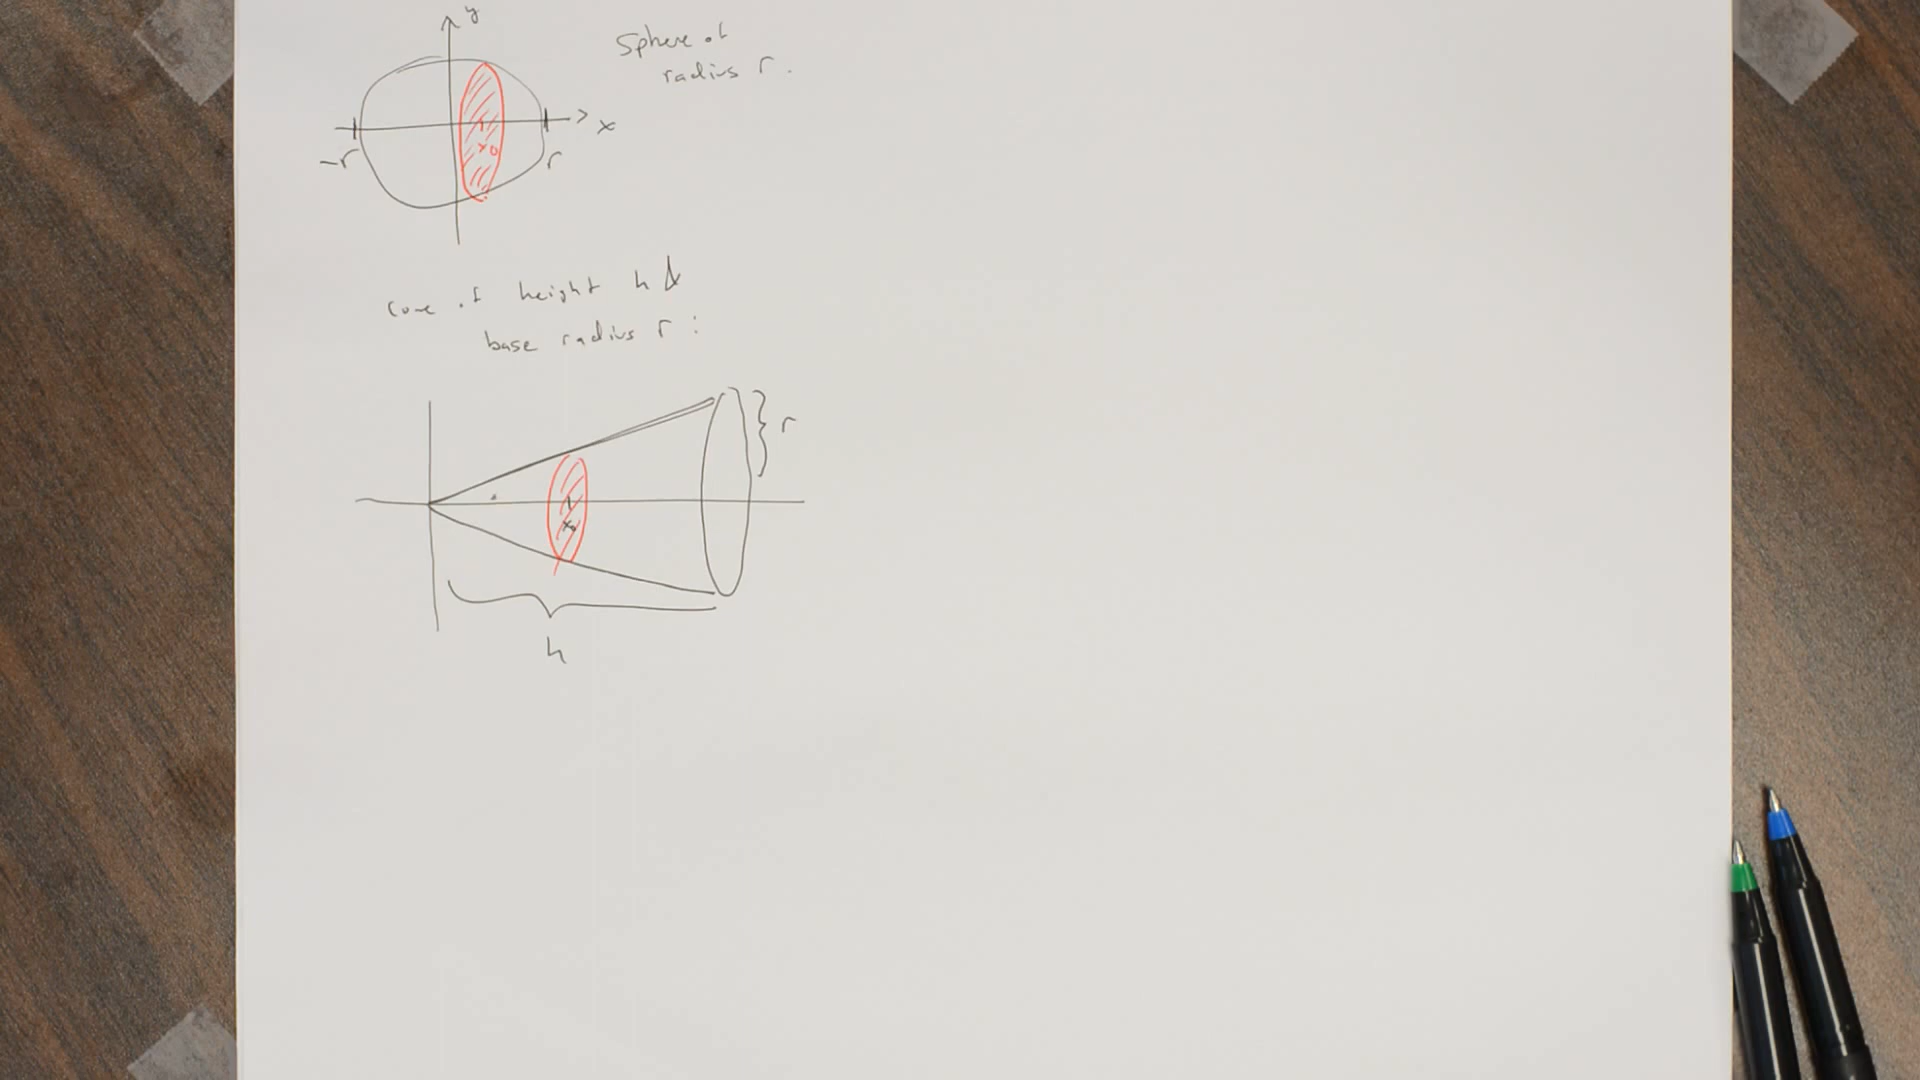 y
Sphere of
radius r.
x
-r
x0
r
Cone of height h &
base radius r :
r
x0
h